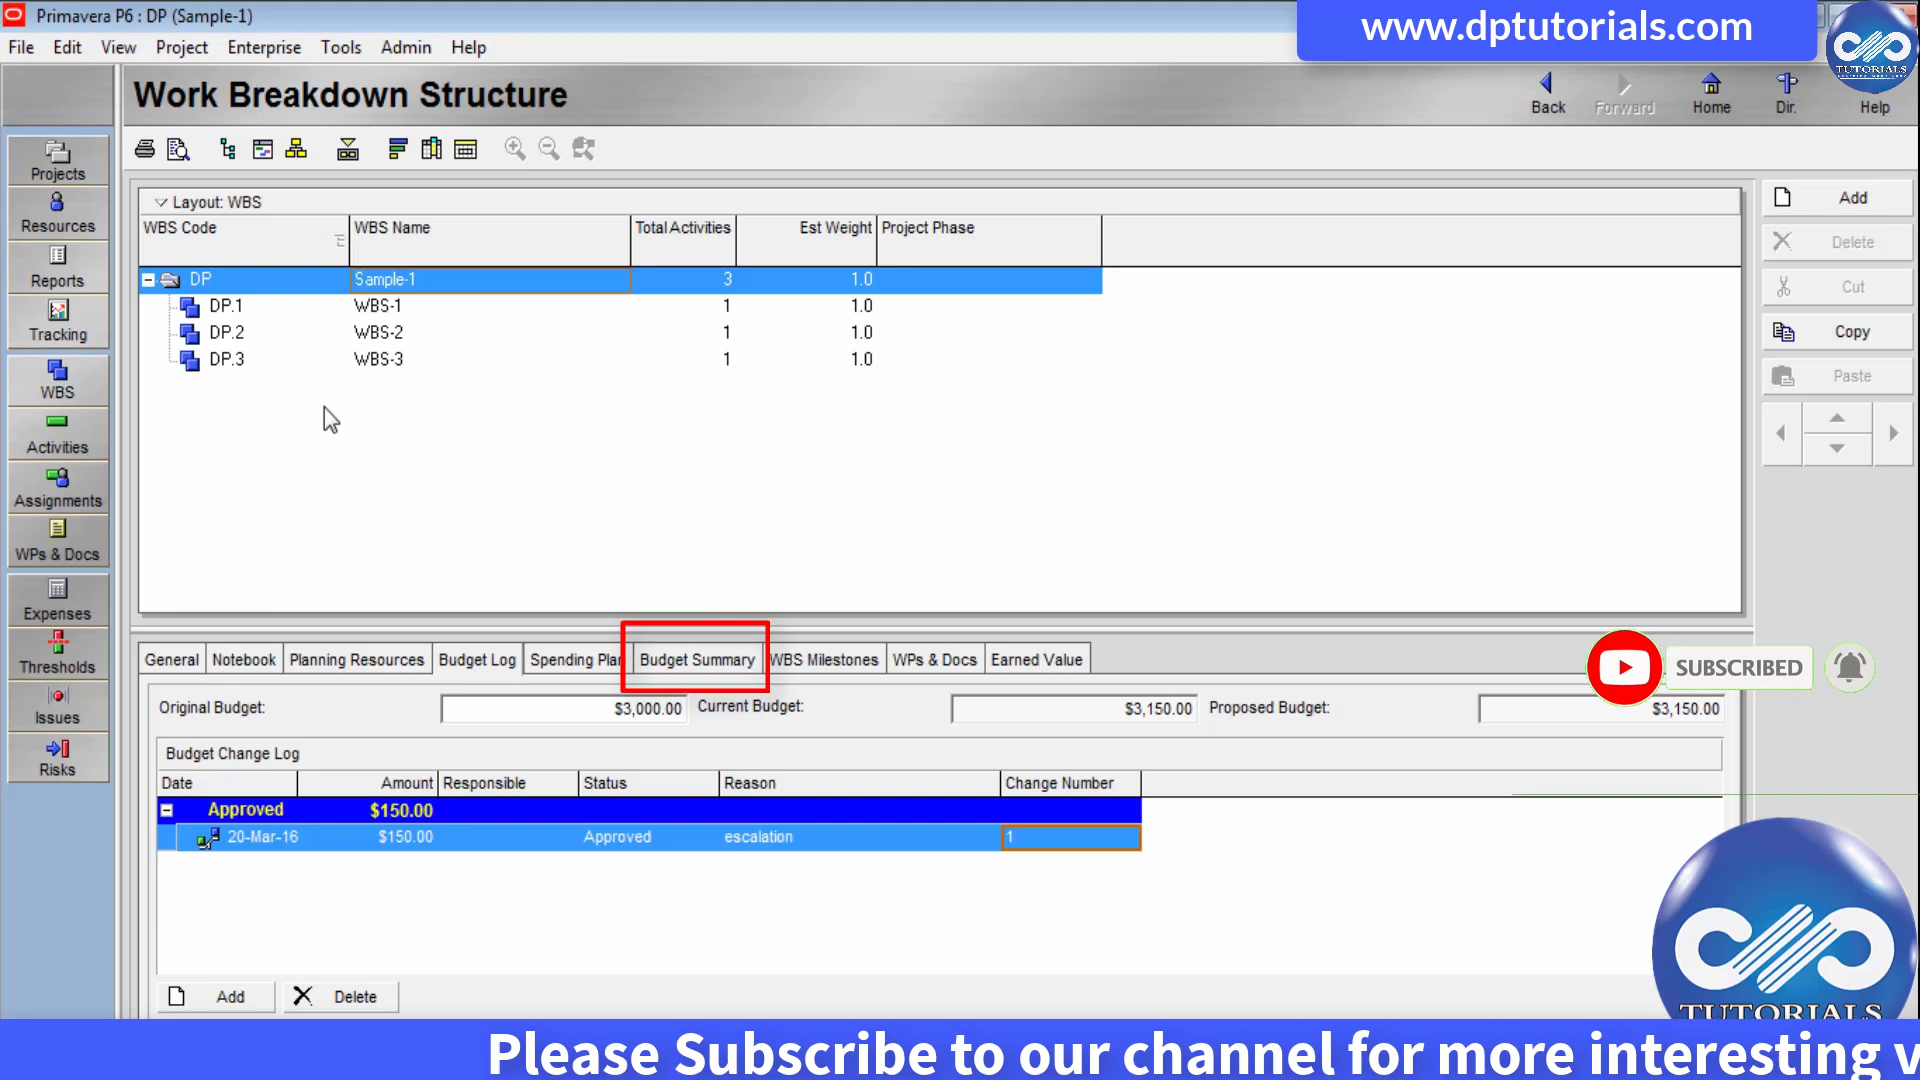 Primavera P6 : DP (Sample-1)
www.dptutorials.com
File Edit View Project Enterprise Tools Admin Help
TUTORIALS
Work Breakdown Structure
Back Forward Home Dir. Help
Projects
Resources
Reports
Tracking
WBS
Activities
Assignments
WPs & Docs
Expenses
Thresholds
Issues
Risks
Layout: WBS
WBS Code WBS Name Total Activities Est Weight Project Phase
DP Sample-1 3 1.0
DP.1 WBS-1 1 1.0
DP.2 WBS-2 1 1.0
DP.3 WBS-3 1 1.0
Add
Delete
Cut
Copy
Paste
General Notebook Planning Resources Budget Log Spending Plan Budget Summary WBS Milestones WPs & Docs Earned Value
SUBSCRIBED
Original Budget: $3,000.00 Current Budget: $3,150.00 Proposed Budget: $3,150.00
Budget Change Log
Date Amount Responsible Status Reason Change Number
Approved $150.00
20-Mar-16 $150.00 Approved escalation 1
Add Delete
TUTORIALS
Please Subscribe to our channel for more interesting v